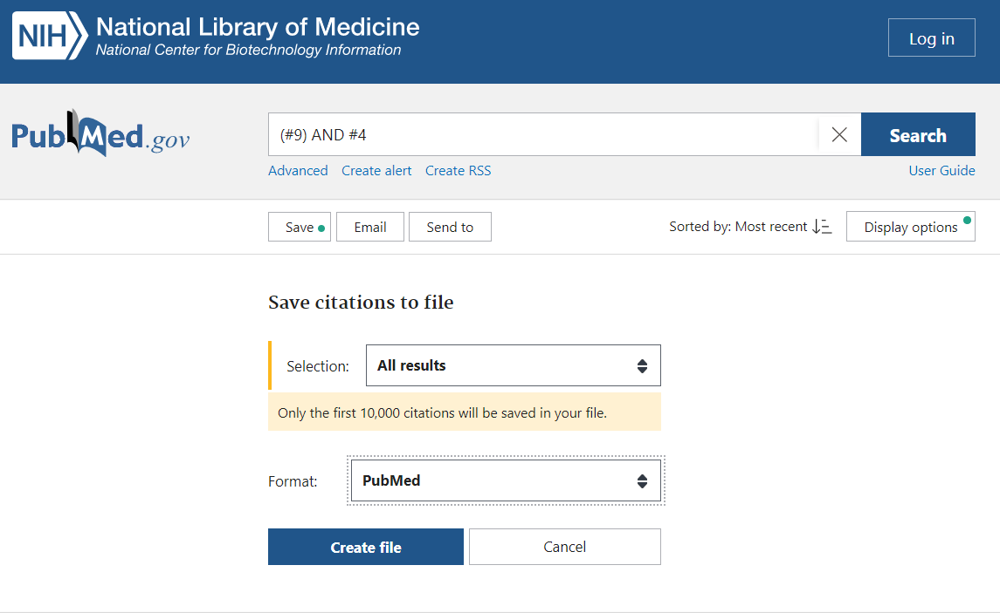 NIH National Library of Medicine
National Center for Biotechnology Information
Log in
PubMed.gov
(#9) AND #4
Search
Advanced Create alert Create RSS User Guide
Save Email Send to Sorted by: Most recent Display options
Save citations to file
Selection: All results
Only the first 10,000 citations will be saved in your file.
Format: PubMed
Create file Cancel